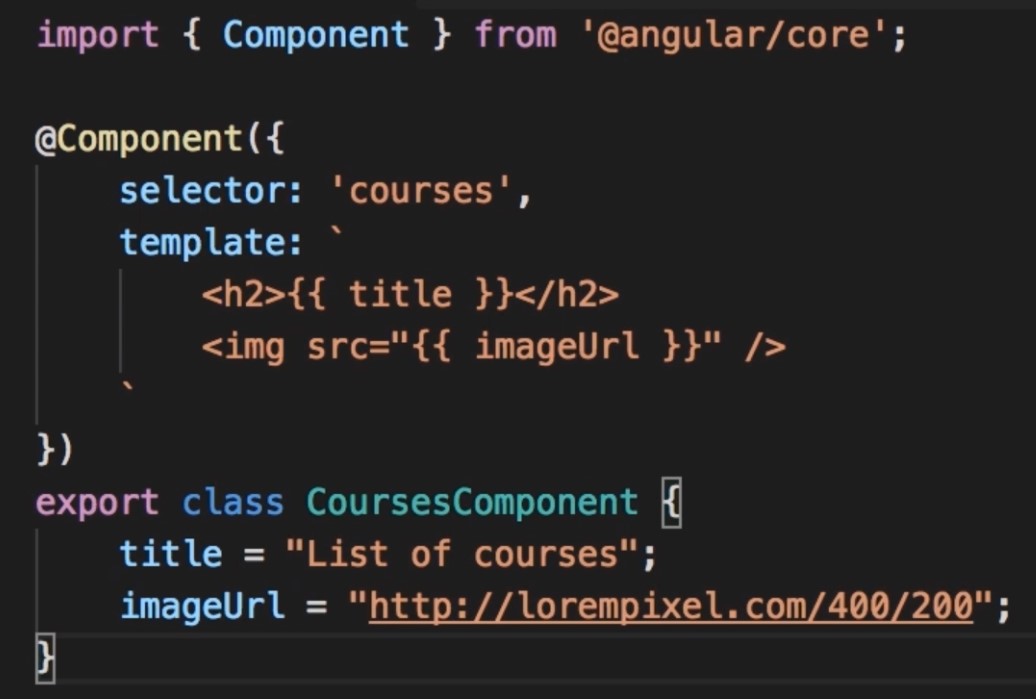 import { Component } from '@angular/core';
@Component({
    selector: 'courses',
    template: `
        <h2>{{ title }}</h2>
        <img src="{{ imageUrl }}" />
    `
})
export class CoursesComponent {
    title = "List of courses";
    imageUrl = "http://lorempixel.com/400/200";
}